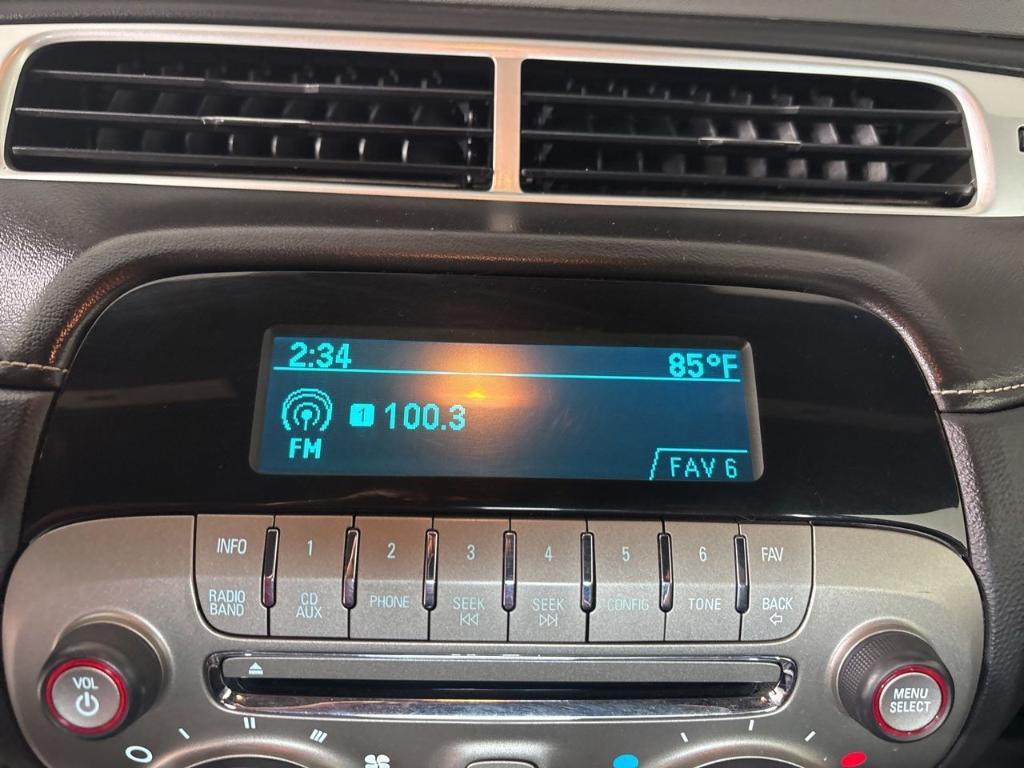 2:34 85°F
1 100.3
FM
FAV 6
INFO 1 2 3 4 5 6 FAV
RADIO BAND CD AUX PHONE SEEK SEEK CONFIG TONE BACK
VOL
MENU SELECT